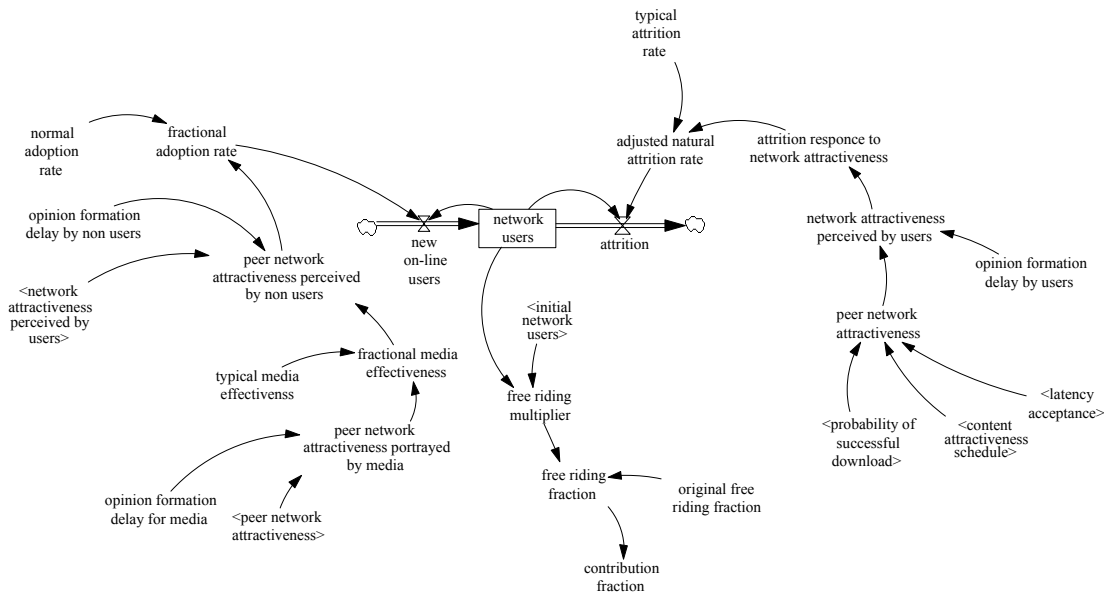 typical
attrition
rate
normal
adoption
rate
fractional
adoption rate
adjusted natural
attrition rate
attrition responce to
network attractiveness
opinion formation
delay by non users
network
users
new
on-line
users
attrition
network attractiveness
perceived by users
opinion formation
delay by users
peer network
attractiveness perceived
by non users
<network
attractiveness
perceived by
users>
<initial
network
users>
peer network
attractiveness
fractional media
effectiveness
typical media
effectivenss
free riding
multiplier
<latency
acceptance>
<probability of
successful
download>
<content
attractiveness
schedule>
peer network
attractiveness portrayed
by media
free riding
fraction
original free
riding fraction
opinion formation
delay for media
<peer network
attractiveness>
contribution
fraction